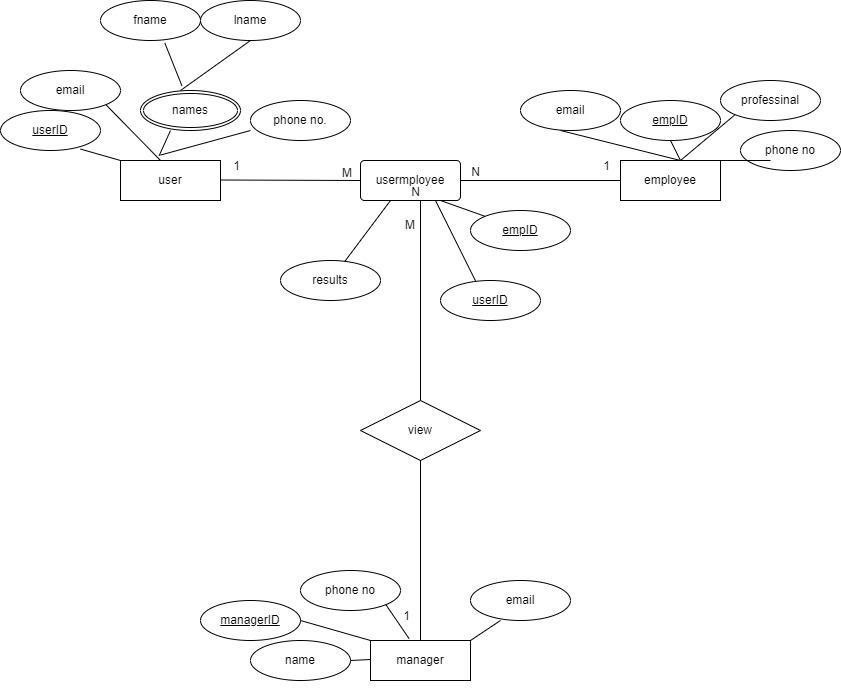 fname
lname
email
names
userID
phone no.
email
empID
professinal
phone no
user
1
M
usermployee
N
N
1
employee
M
empID
results
userID
view
phone no
email
managerID
1
name
manager